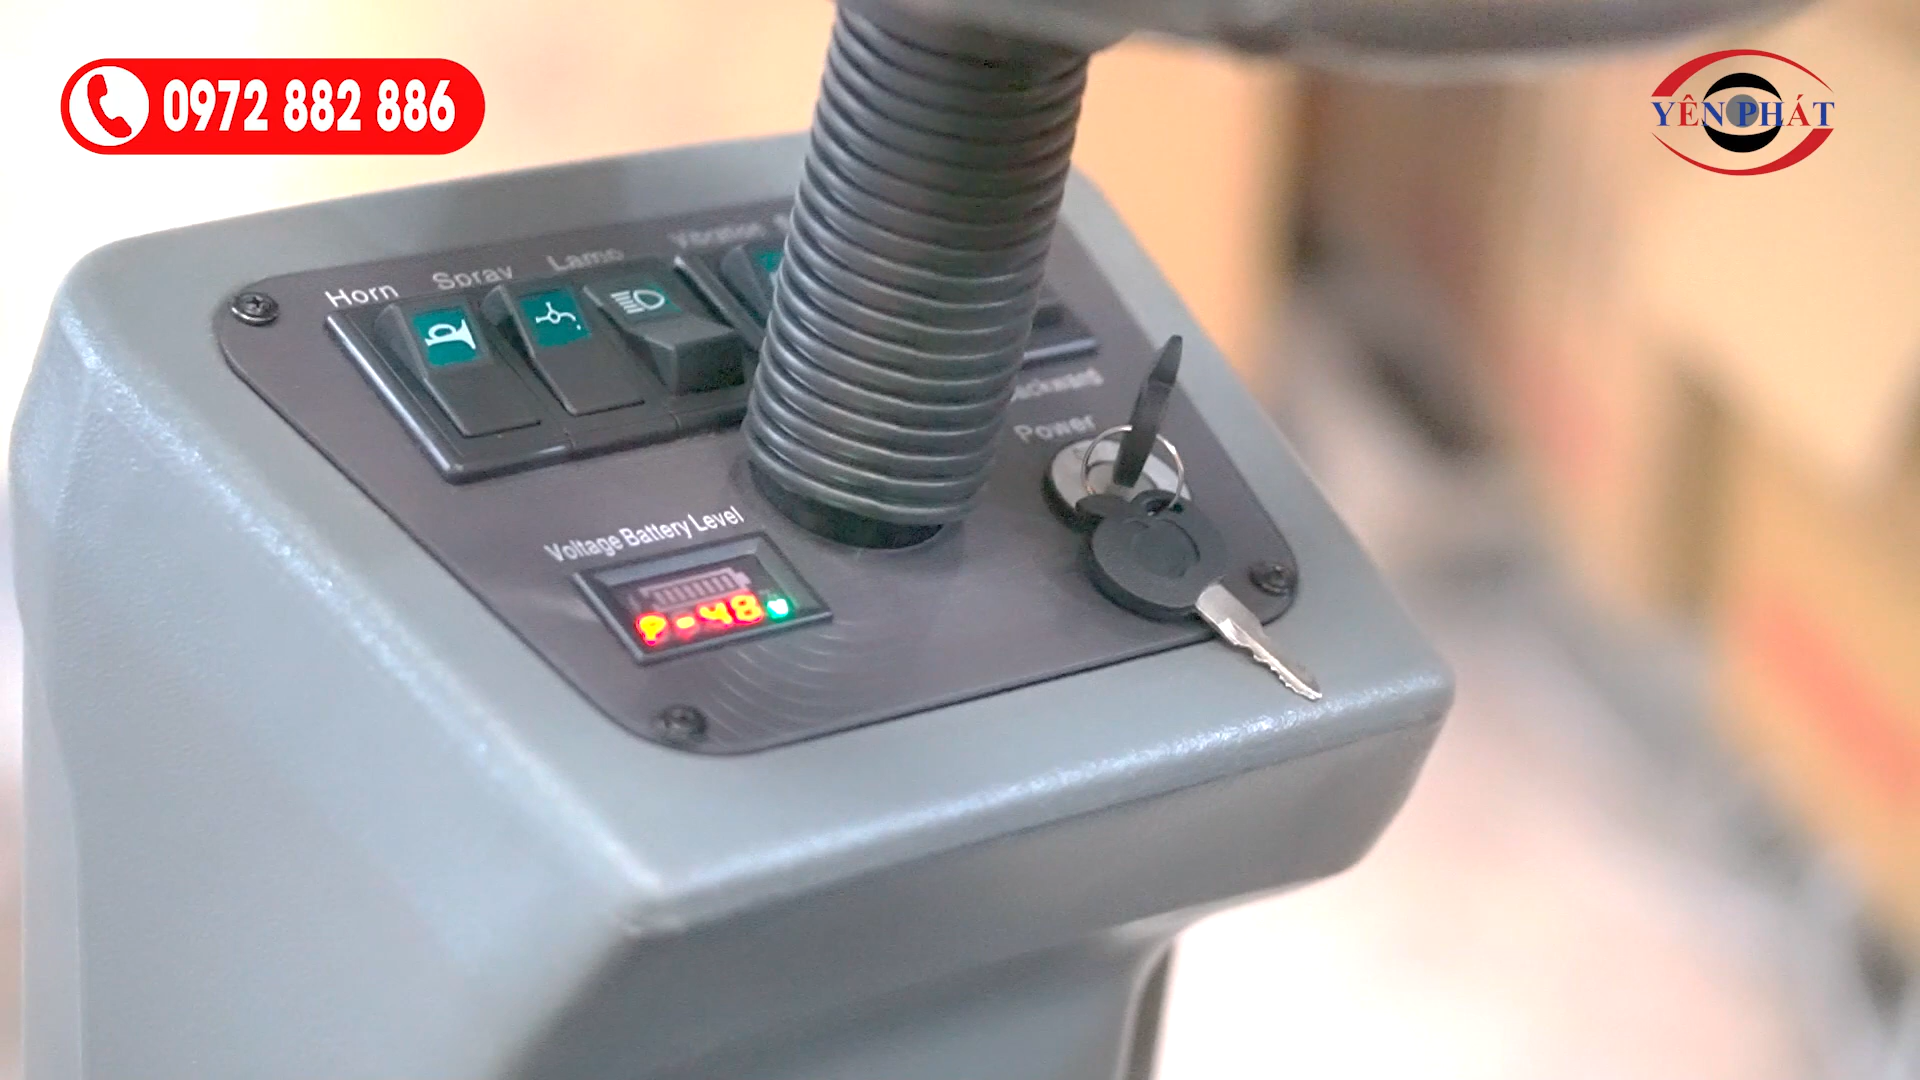 0972 882 886
YÊN PHÁT
Horn
Spray
Lamp
Vibration
Power
Voltage Battery Level
P-48